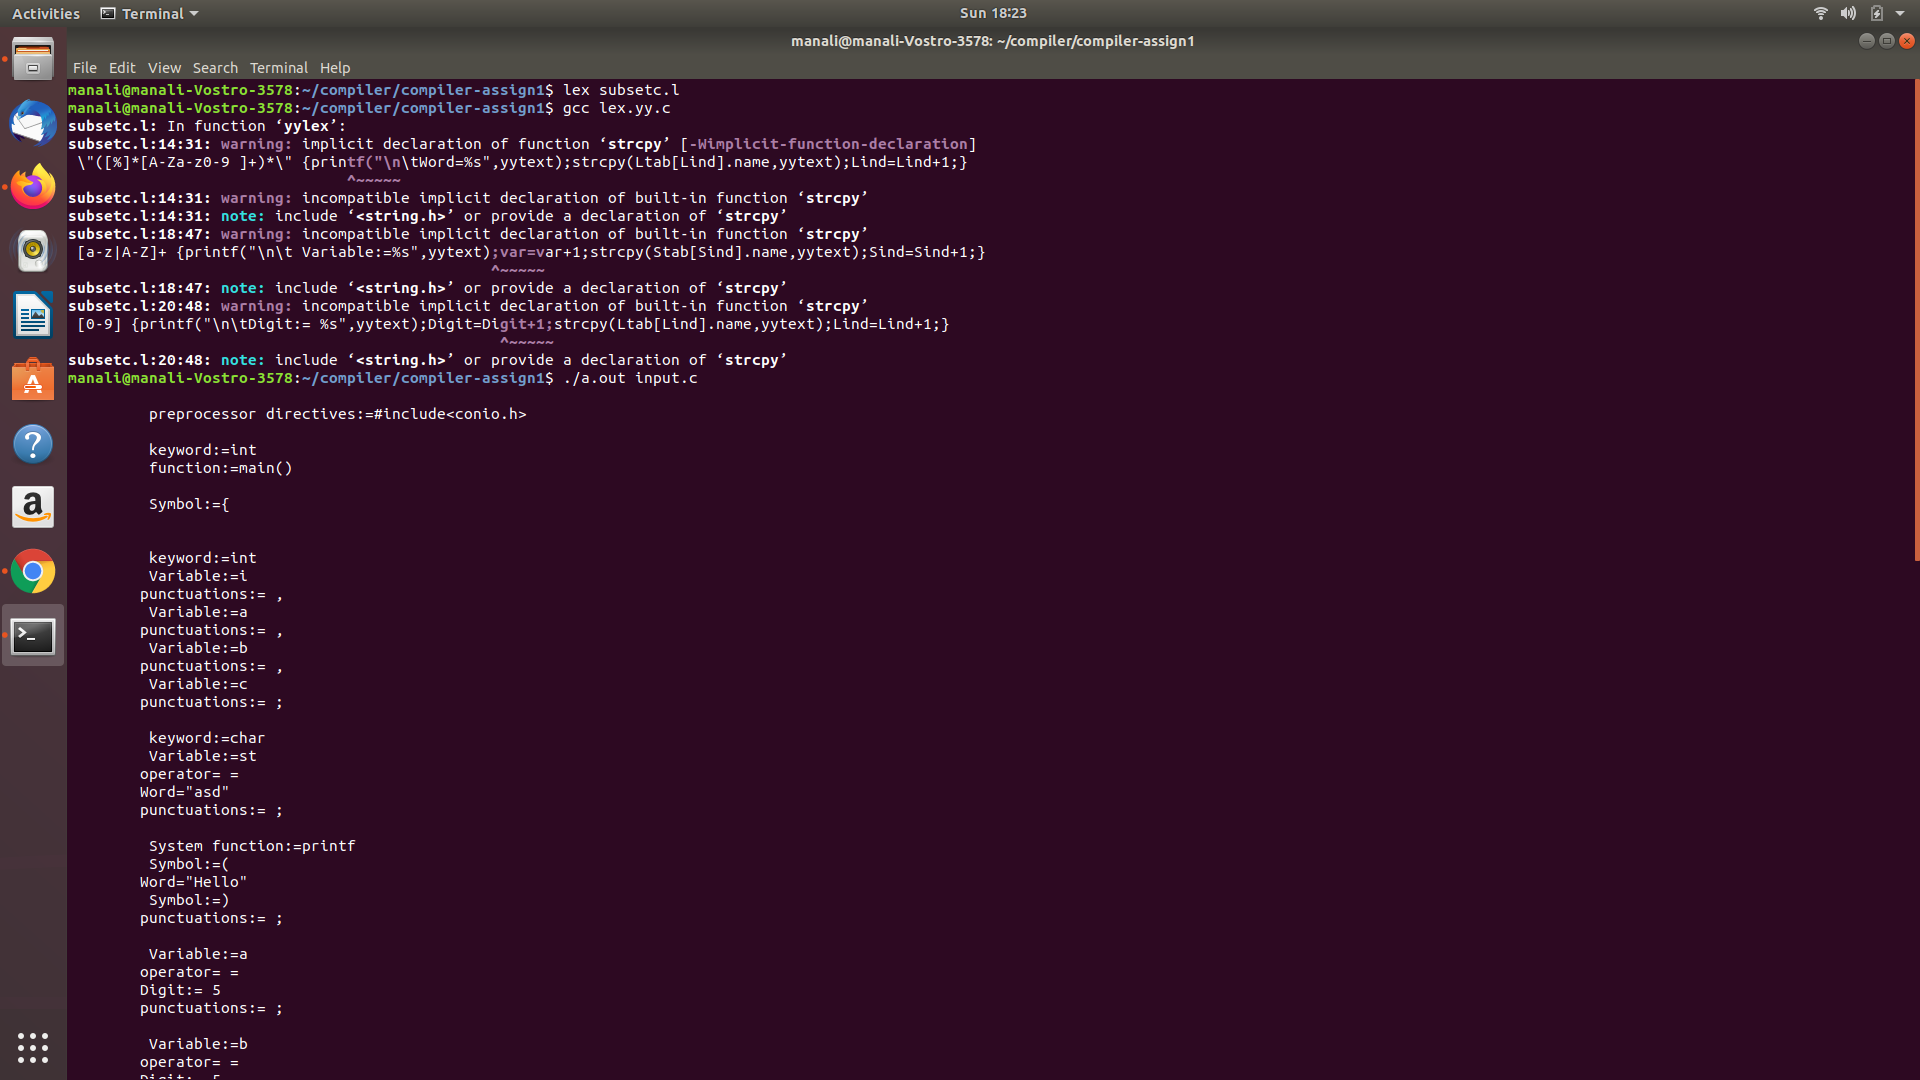 Activities Terminal Sun 18:23
manali@manali-Vostro-3578: ~/compiler/compiler-assign1
File Edit View Search Terminal Help
manali@manali-Vostro-3578:~/compiler/compiler-assign1$ lex subsetc.l
manali@manali-Vostro-3578:~/compiler/compiler-assign1$ gcc lex.yy.c
subsetc.l: In function ‘yylex’:
subsetc.l:14:31: warning: implicit declaration of function ‘strcpy’ [-Wimplicit-function-declaration]
 \"([%]*[A-Za-z0-9 ]+)*\" {printf("\n\tWord=%s",yytext);strcpy(Ltab[Lind].name,yytext);Lind=Lind+1;}
                               ^~~~~~
subsetc.l:14:31: warning: incompatible implicit declaration of built-in function ‘strcpy’
subsetc.l:14:31: note: include ‘<string.h>’ or provide a declaration of ‘strcpy’
subsetc.l:18:47: warning: incompatible implicit declaration of built-in function ‘strcpy’
 [a-z|A-Z]+ {printf("\n\t Variable:=%s",yytext);var=var+1;strcpy(Stab[Sind].name,yytext);Sind=Sind+1;}
                                               ^~~~~~
subsetc.l:18:47: note: include ‘<string.h>’ or provide a declaration of ‘strcpy’
subsetc.l:20:48: warning: incompatible implicit declaration of built-in function ‘strcpy’
 [0-9] {printf("\n\tDigit:= %s",yytext);Digit=Digit+1;strcpy(Ltab[Lind].name,yytext);Lind=Lind+1;}
                                                ^~~~~~
subsetc.l:20:48: note: include ‘<string.h>’ or provide a declaration of ‘strcpy’
manali@manali-Vostro-3578:~/compiler/compiler-assign1$ ./a.out input.c
preprocessor directives:=#include<conio.h>
keyword:=int
function:=main()
Symbol:={
keyword:=int
Variable:=i
punctuations:= ,
Variable:=a
punctuations:= ,
Variable:=b
punctuations:= ,
Variable:=c
punctuations:= ;
keyword:=char
Variable:=st
operator= =
Word="asd"
punctuations:= ;
System function:=printf
Symbol:=(
Word="Hello"
Symbol:=)
punctuations:= ;
Variable:=a
operator= =
Digit:= 5
punctuations:= ;
Variable:=b
operator= =